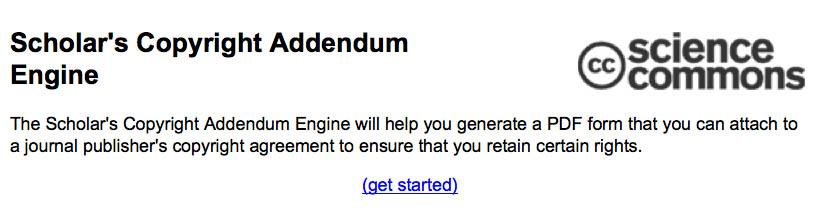 Scholar's Copyright Addendum
Engine
cc science
commons
The Scholar's Copyright Addendum Engine will help you generate a PDF form that you can attach to
a journal publisher's copyright agreement to ensure that you retain certain rights.
(get started)